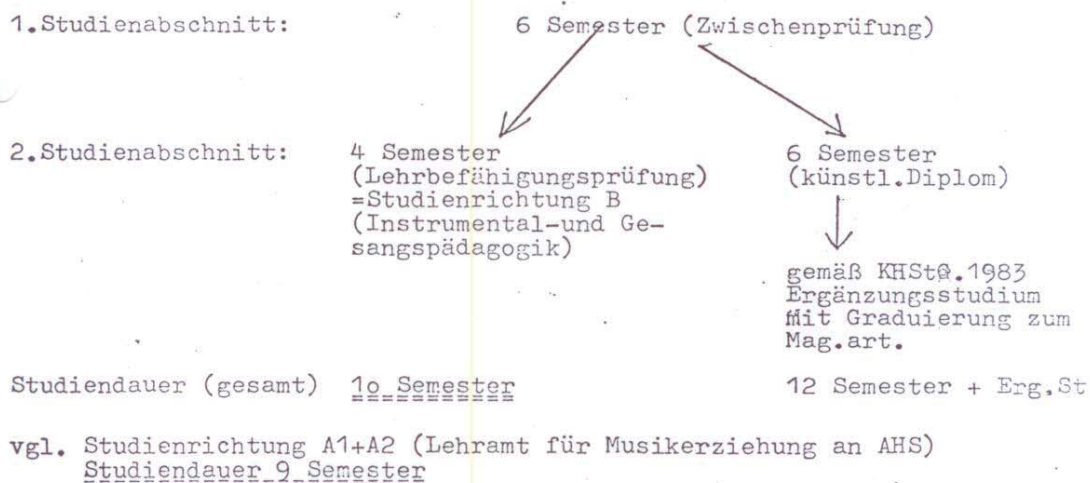 1.Studienabschnitt: 6 Semester (Zwischenprüfung)
2.Studienabschnitt: 4 Semester 6 Semester
(Lehrbefähigungsprüfung) (künstl.Diplom)
=Studienrichtung B
(Instrumental-und Ge-
sangspädagogik)
gemäß KHStG.1983
Ergänzungsstudium
Mit Graduierung zum
Mag.art.
Studiendauer (gesamt) 1o Semester 12 Semester + Erg.St
vgl. Studienrichtung A1+A2 (Lehramt für Musikerziehung an AHS)
Studiendauer 9 Semester